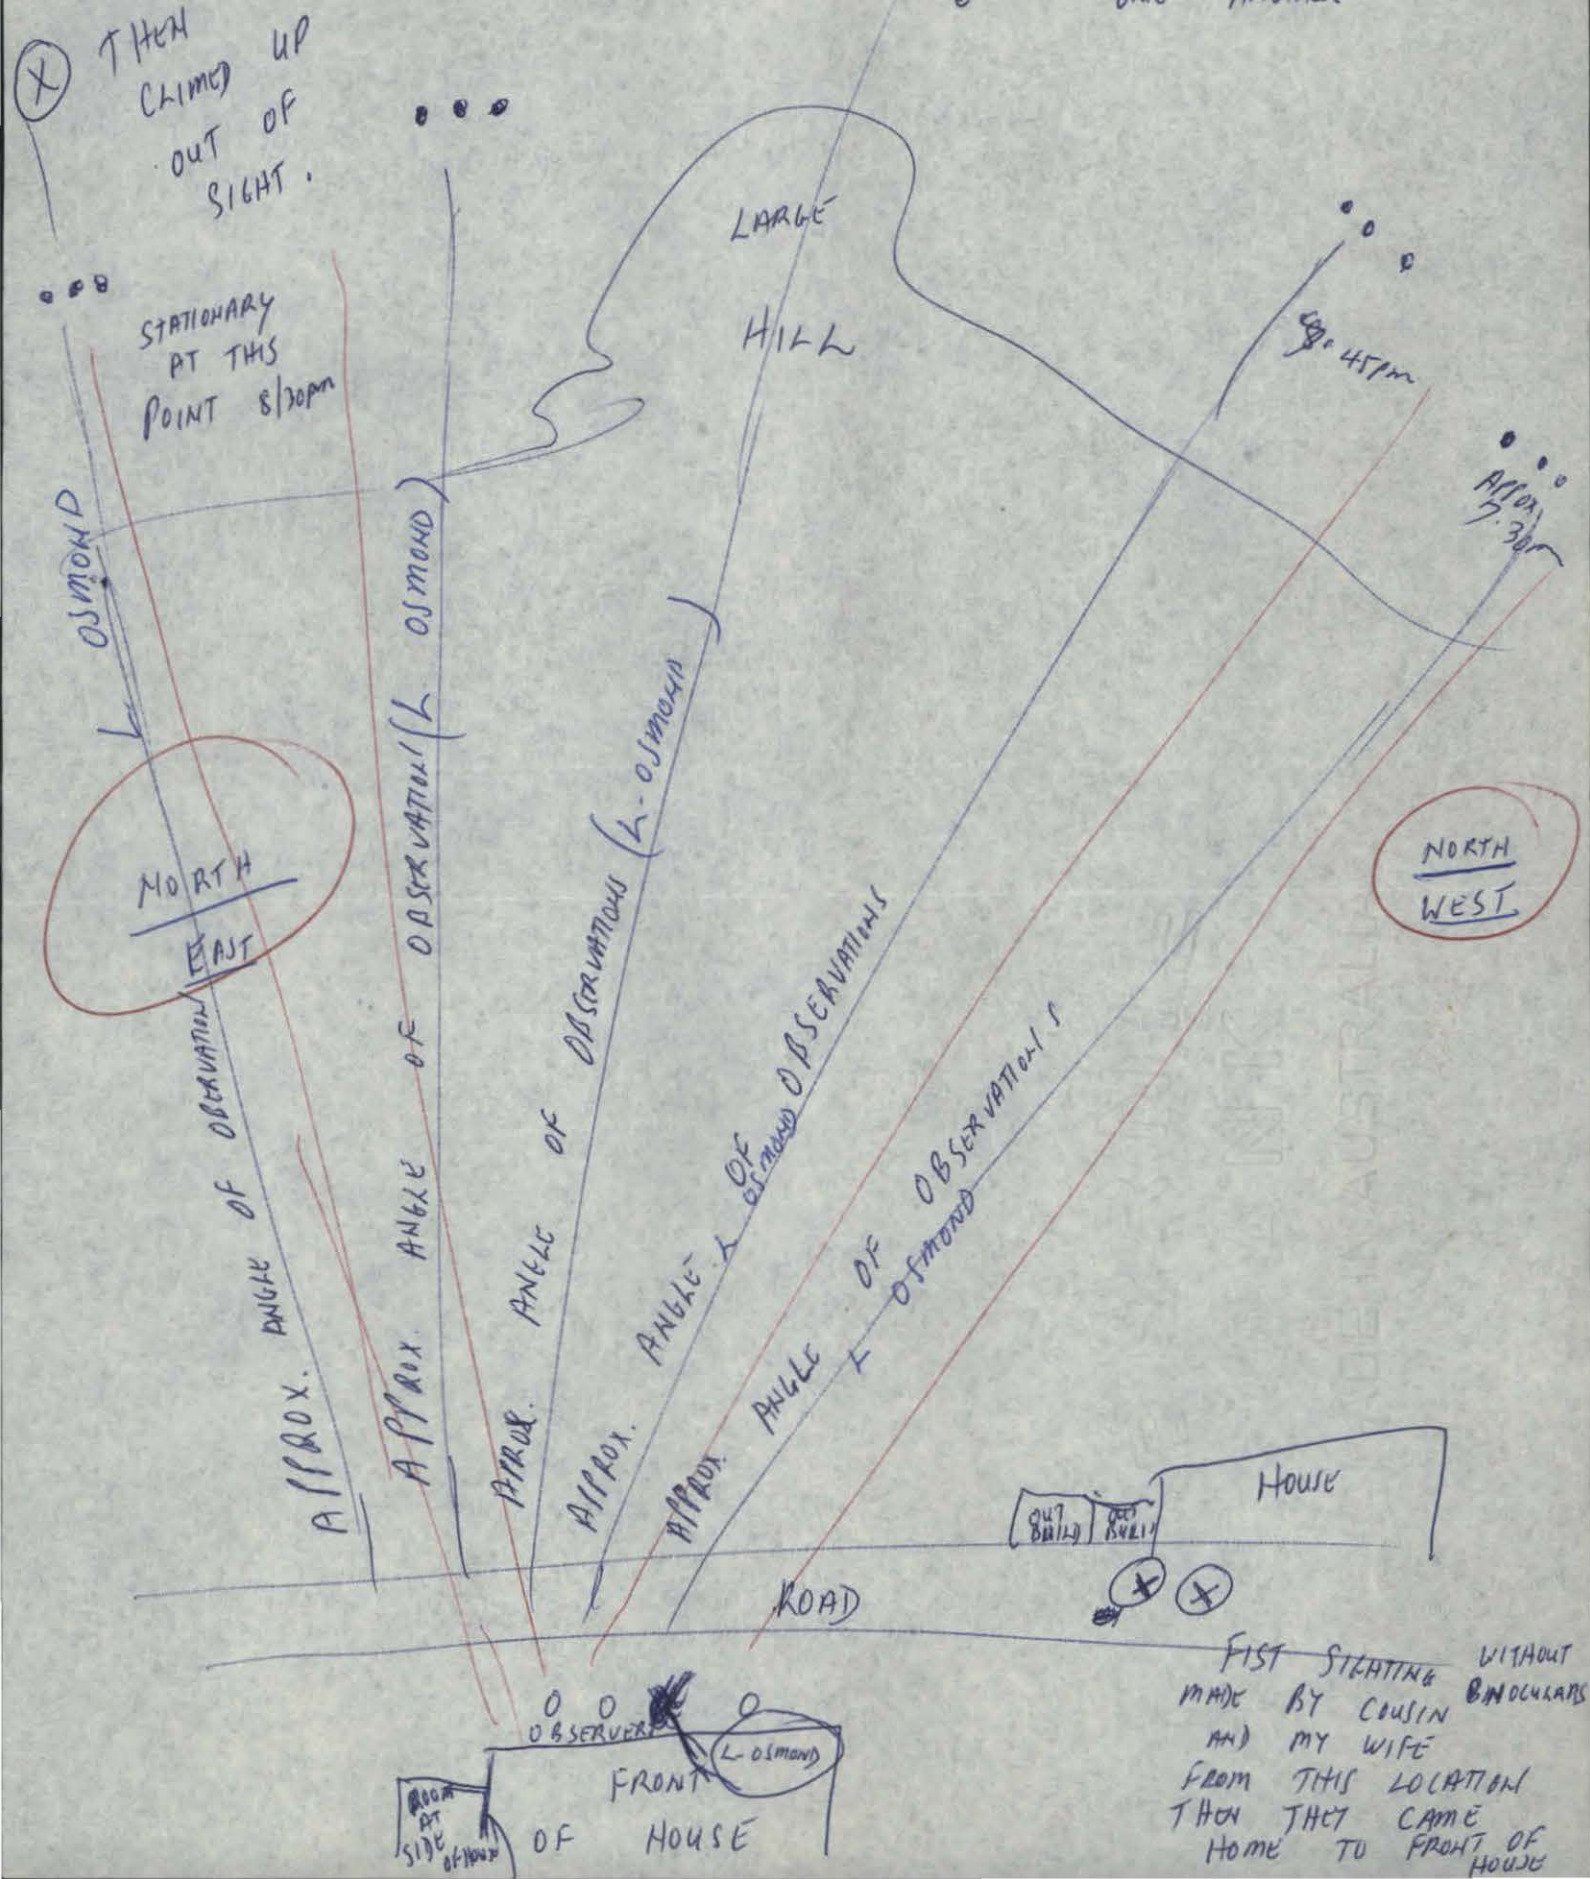 ONE ANOTHER
X THEN
CLIMED UP
OUT OF
SIGHT.
LARGE
HILL
STATIONARY
AT THIS
POINT 8/30pm
8.45pm
APPROX
7.30pm
NORTH
EAST
NORTH
WEST
APPROX. ANGLE OF OBERVATION L OSMOND
APPROX. ANGLE OF OBSERVATION (L OSMOND)
APROX. ANGLE OF OBSERVATIONS (L-OSMOND)
APPROX. ANGLE OF OBSERVATIONS
L OSMOND
APPROX ANGLE OF OBSERVATIONS
L OSMOND
HOUSE
OUT
BUILD
OUT
BUILD
X X
ROAD
FIST SIGHTING WITHOUT
MADE BY COUSIN BINOCULARS
AND MY WIFE
FROM THIS LOCATION
THEN THEY CAME
HOME TO FRONT OF
HOUSE
OBSERVERS
L-OSMOND
FRONT
OF HOUSE
ROOM
AT
SIDE
OF HOUSE